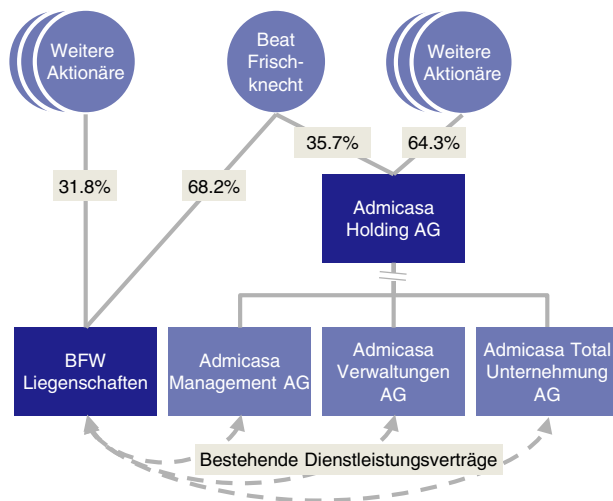 Weitere
Aktionäre
Beat
Frisch-
knecht
Weitere
Aktionäre
35.7%
64.3%
31.8%
68.2%
Admicasa
Holding AG
BFW
Liegenschaften
Admicasa
Management AG
Admicasa
Verwaltungen
AG
Admicasa Total
Unternehmung
AG
Bestehende Dienstleistungsverträge